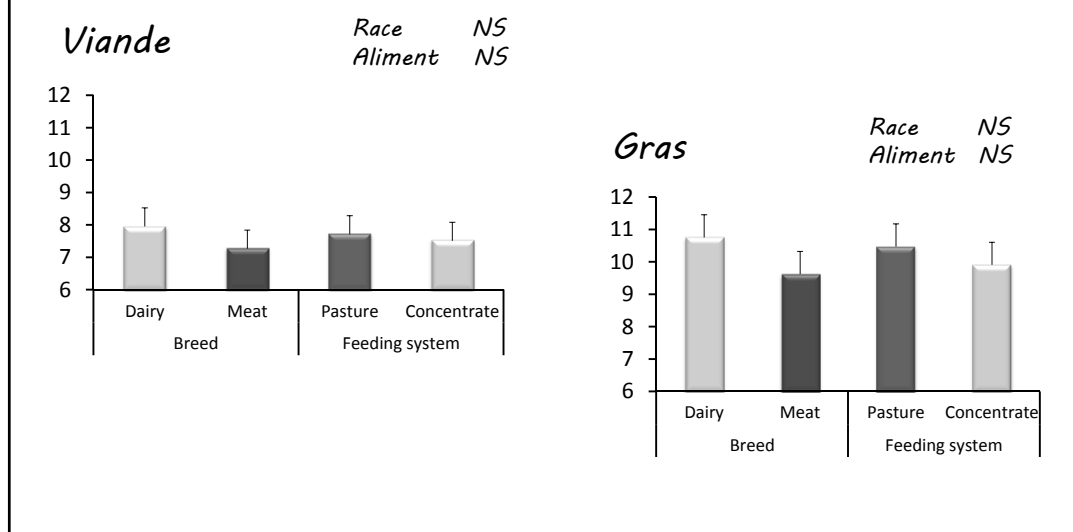 Viande
Race NS
Aliment NS
12
11
10
9
8
7
6
Dairy Meat Pasture Concentrate
Breed Feeding system
Gras
Race NS
Aliment NS
12
11
10
9
8
7
6
Dairy Meat Pasture Concentrate
Breed Feeding system